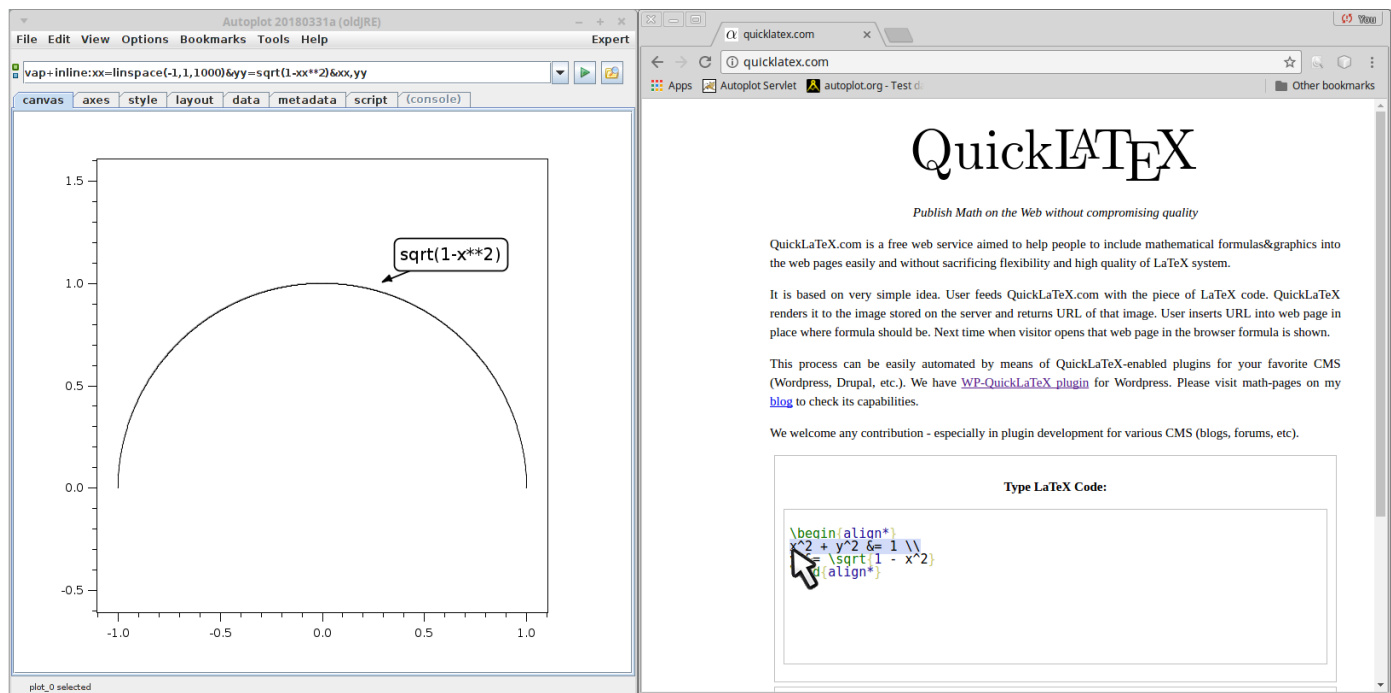 Autoplot 20180331a (oldJRE)
File Edit View Options Bookmarks Tools Help Expert
vap+inline:xx=linspace(-1,1,1000)&yy=sqrt(1-xx**2)&xx,yy
canvas axes style layout data metadata script (console)
1.5
1.0
0.5
0.0
-0.5
-1.0 -0.5 0.0 0.5 1.0
sqrt(1-x**2)
plot_0 selected
You
quicklatex.com
quicklatex.com
Apps Autoplot Servlet autoplot.org - Test d
Other bookmarks
QuickLATEX
Publish Math on the Web without compromising quality
QuickLaTeX.com is a free web service aimed to help people to include mathematical formulas&graphics into
the web pages easily and without sacrificing flexibility and high quality of LaTeX system.
It is based on very simple idea. User feeds QuickLaTeX.com with the piece of LaTeX code. QuickLaTeX
renders it to the image stored on the server and returns URL of that image. User inserts URL into web page in
place where formula should be. Next time when visitor opens that web page in the browser formula is shown.
This process can be easily automated by means of QuickLaTeX-enabled plugins for your favorite CMS
(Wordpress, Drupal, etc.). We have WP-QuickLaTeX plugin for Wordpress. Please visit math-pages on my
blog to check its capabilities.
We welcome any contribution - especially in plugin development for various CMS (blogs, forums, etc).
Type LaTeX Code:
\begin{align*}
x^2 + y^2 &= 1 \\
= \sqrt{1 - x^2}
d{align*}